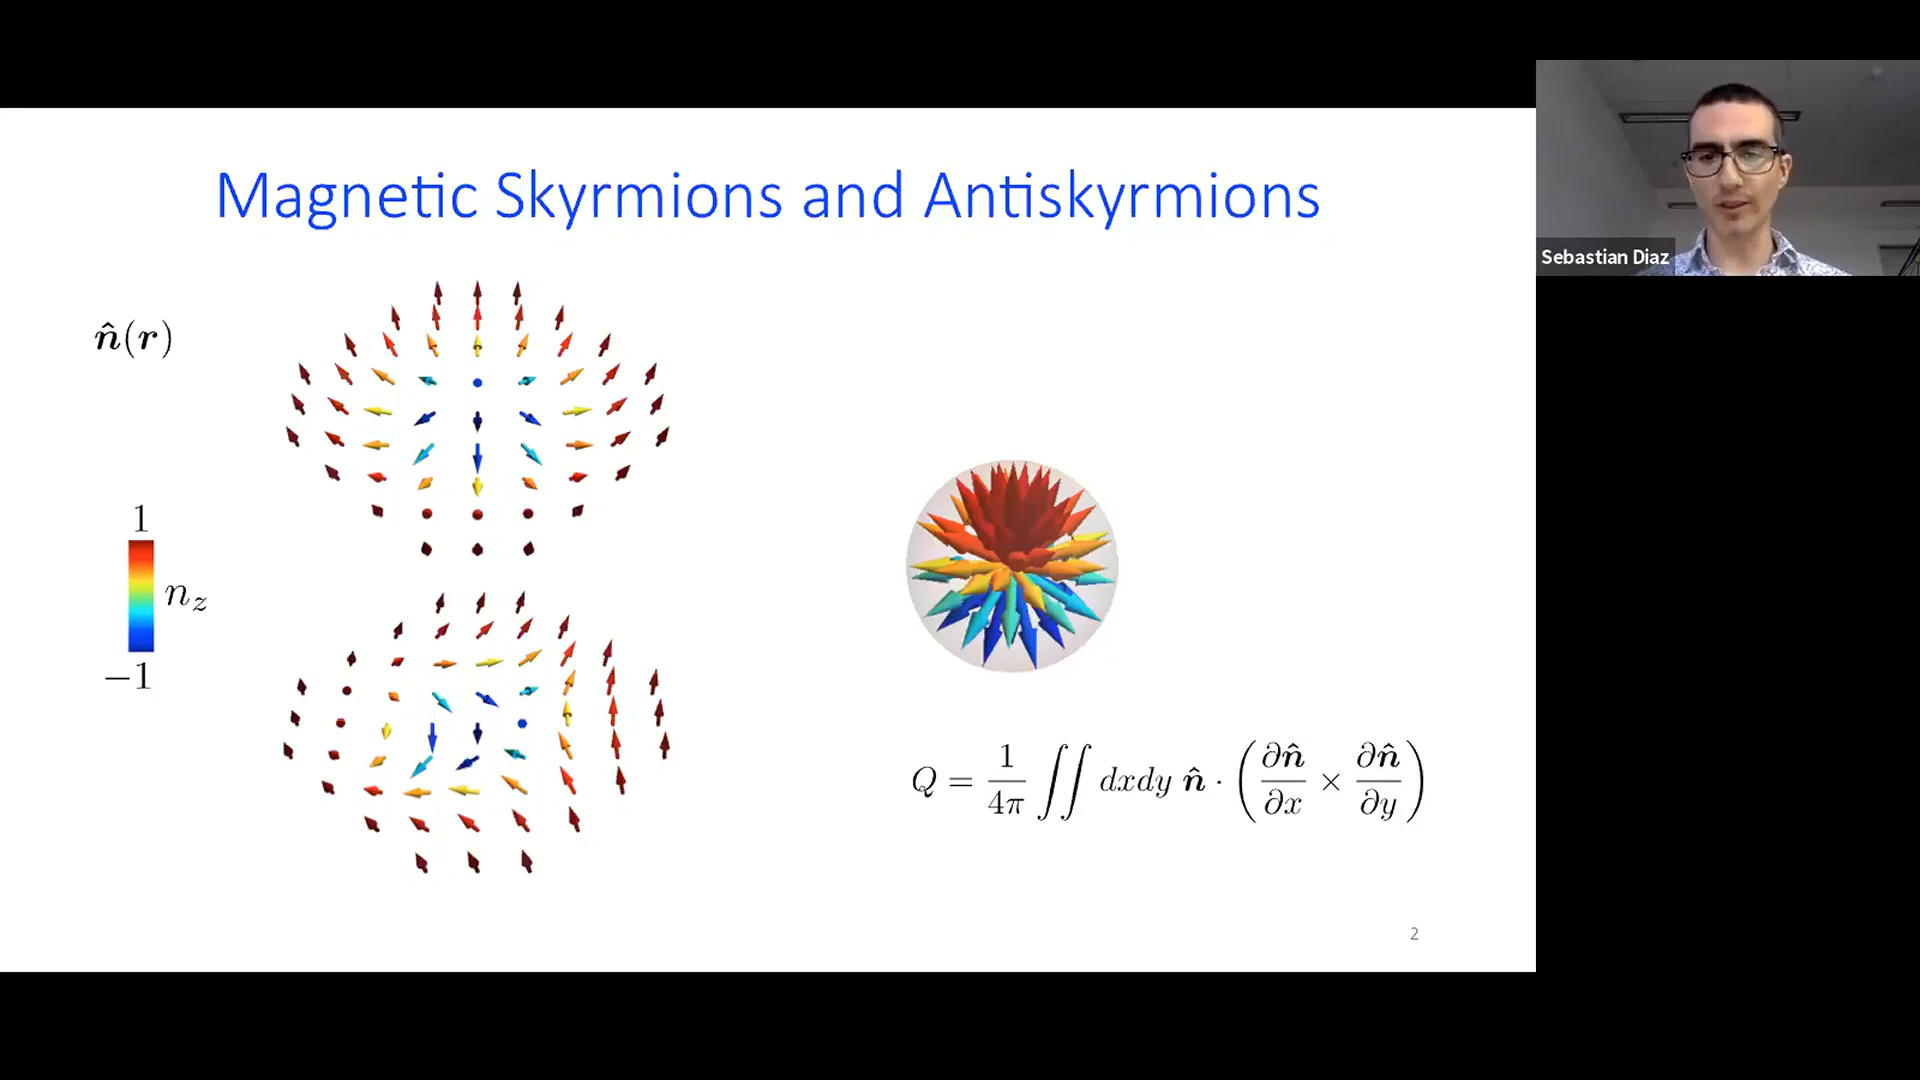 Magnetic Skyrmions and Antiskyrmions
Sebastian Diaz
n̂(r)
1
n_z
−1
Q = 1/4π ∬ dxdy n̂ · (∂n̂/∂x × ∂n̂/∂y)
2